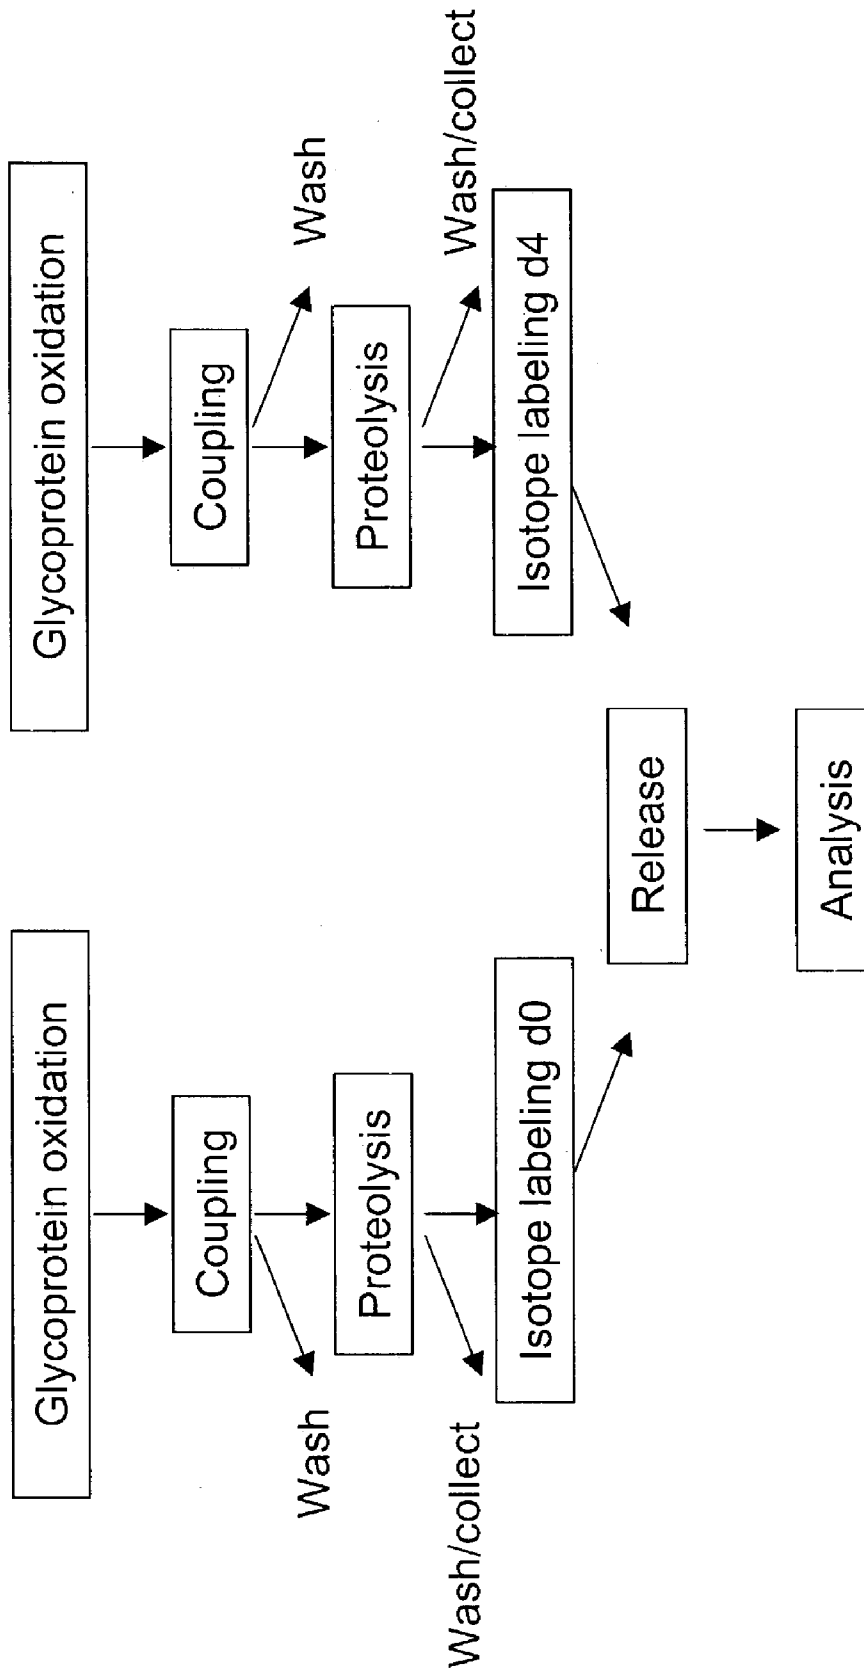 Glycoprotein oxidation
Coupling
Wash
Proteolysis
Wash/collect
Isotope labeling d0
Glycoprotein oxidation
Coupling
Wash
Proteolysis
Wash/collect
Isotope labeling d4
Release
Analysis